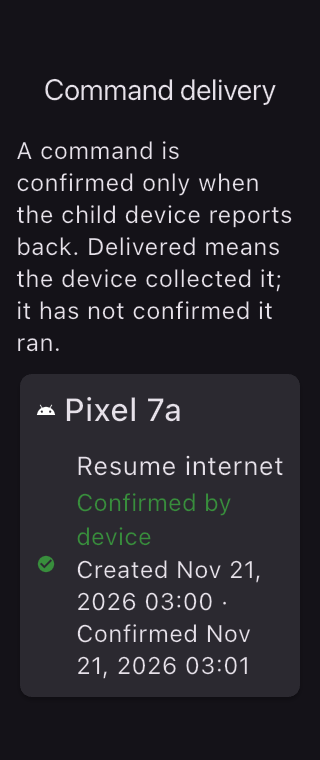 Command delivery
A command is
confirmed only when
the child device reports
back. Delivered means
the device collected it;
it has not confirmed it
ran.
Pixel 7a
Resume internet
Confirmed by
device
Created Nov 21,
2026 03:00 ·
Confirmed Nov
21, 2026 03:01